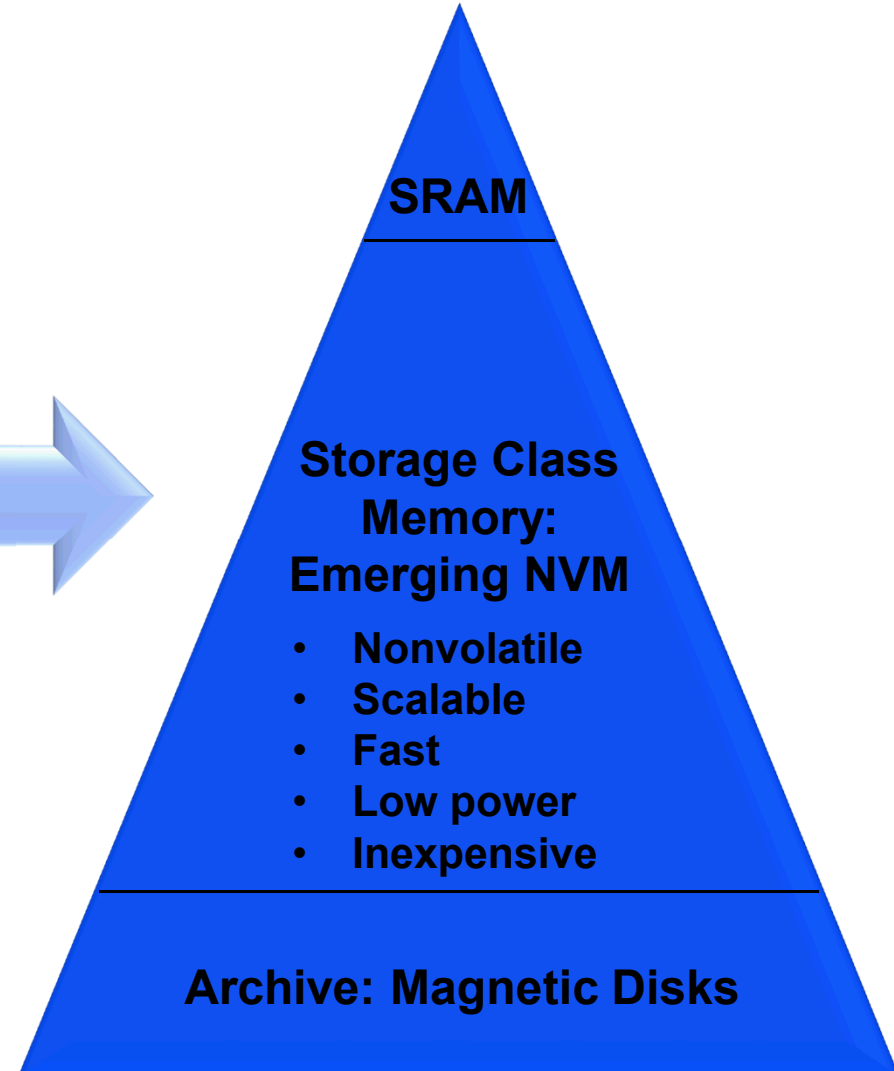 SRAM
Storage Class
Memory:
Emerging NVM
• Nonvolatile
• Scalable
• Fast
• Low power
• Inexpensive
Archive: Magnetic Disks